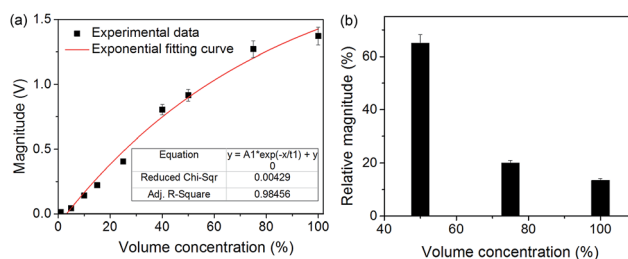 (a)
Experimental data
Exponential fitting curve
1.5
1.0
0.5
0.0
Magnitude (V)
Equation y = A1*exp(-x/t1) + y
0
Reduced Chi-Sqr 0.00429
Adj. R-Square 0.98456
0 20 40 60 80 100
Volume concentration (%)
(b)
60
40
20
0
Relative magnitude (%)
40 60 80 100
Volume concentration (%)